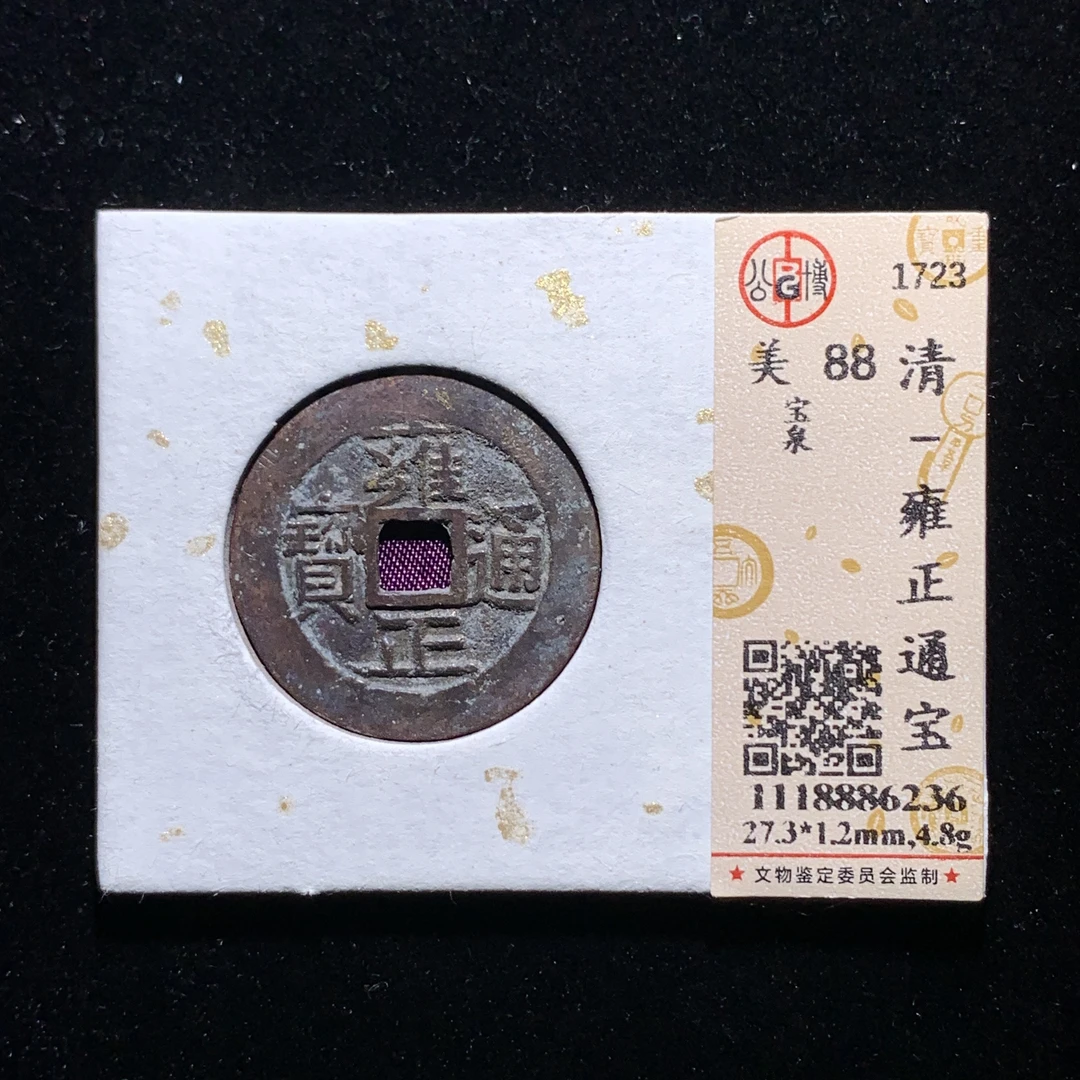 雍正通寶
公博
1723
美 88
宝泉
清-雍正通宝
1118886236
27.3*1.2mm,4.8g
★文物鉴定委员会监制★